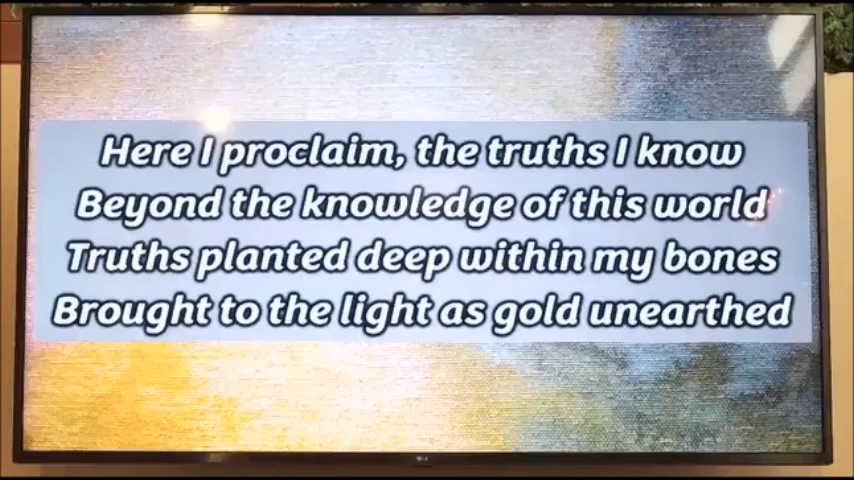 Here I proclaim, the truths I know
Beyond the knowledge of this world
Truths planted deep within my bones
Brought to the light as gold unearthed
LG